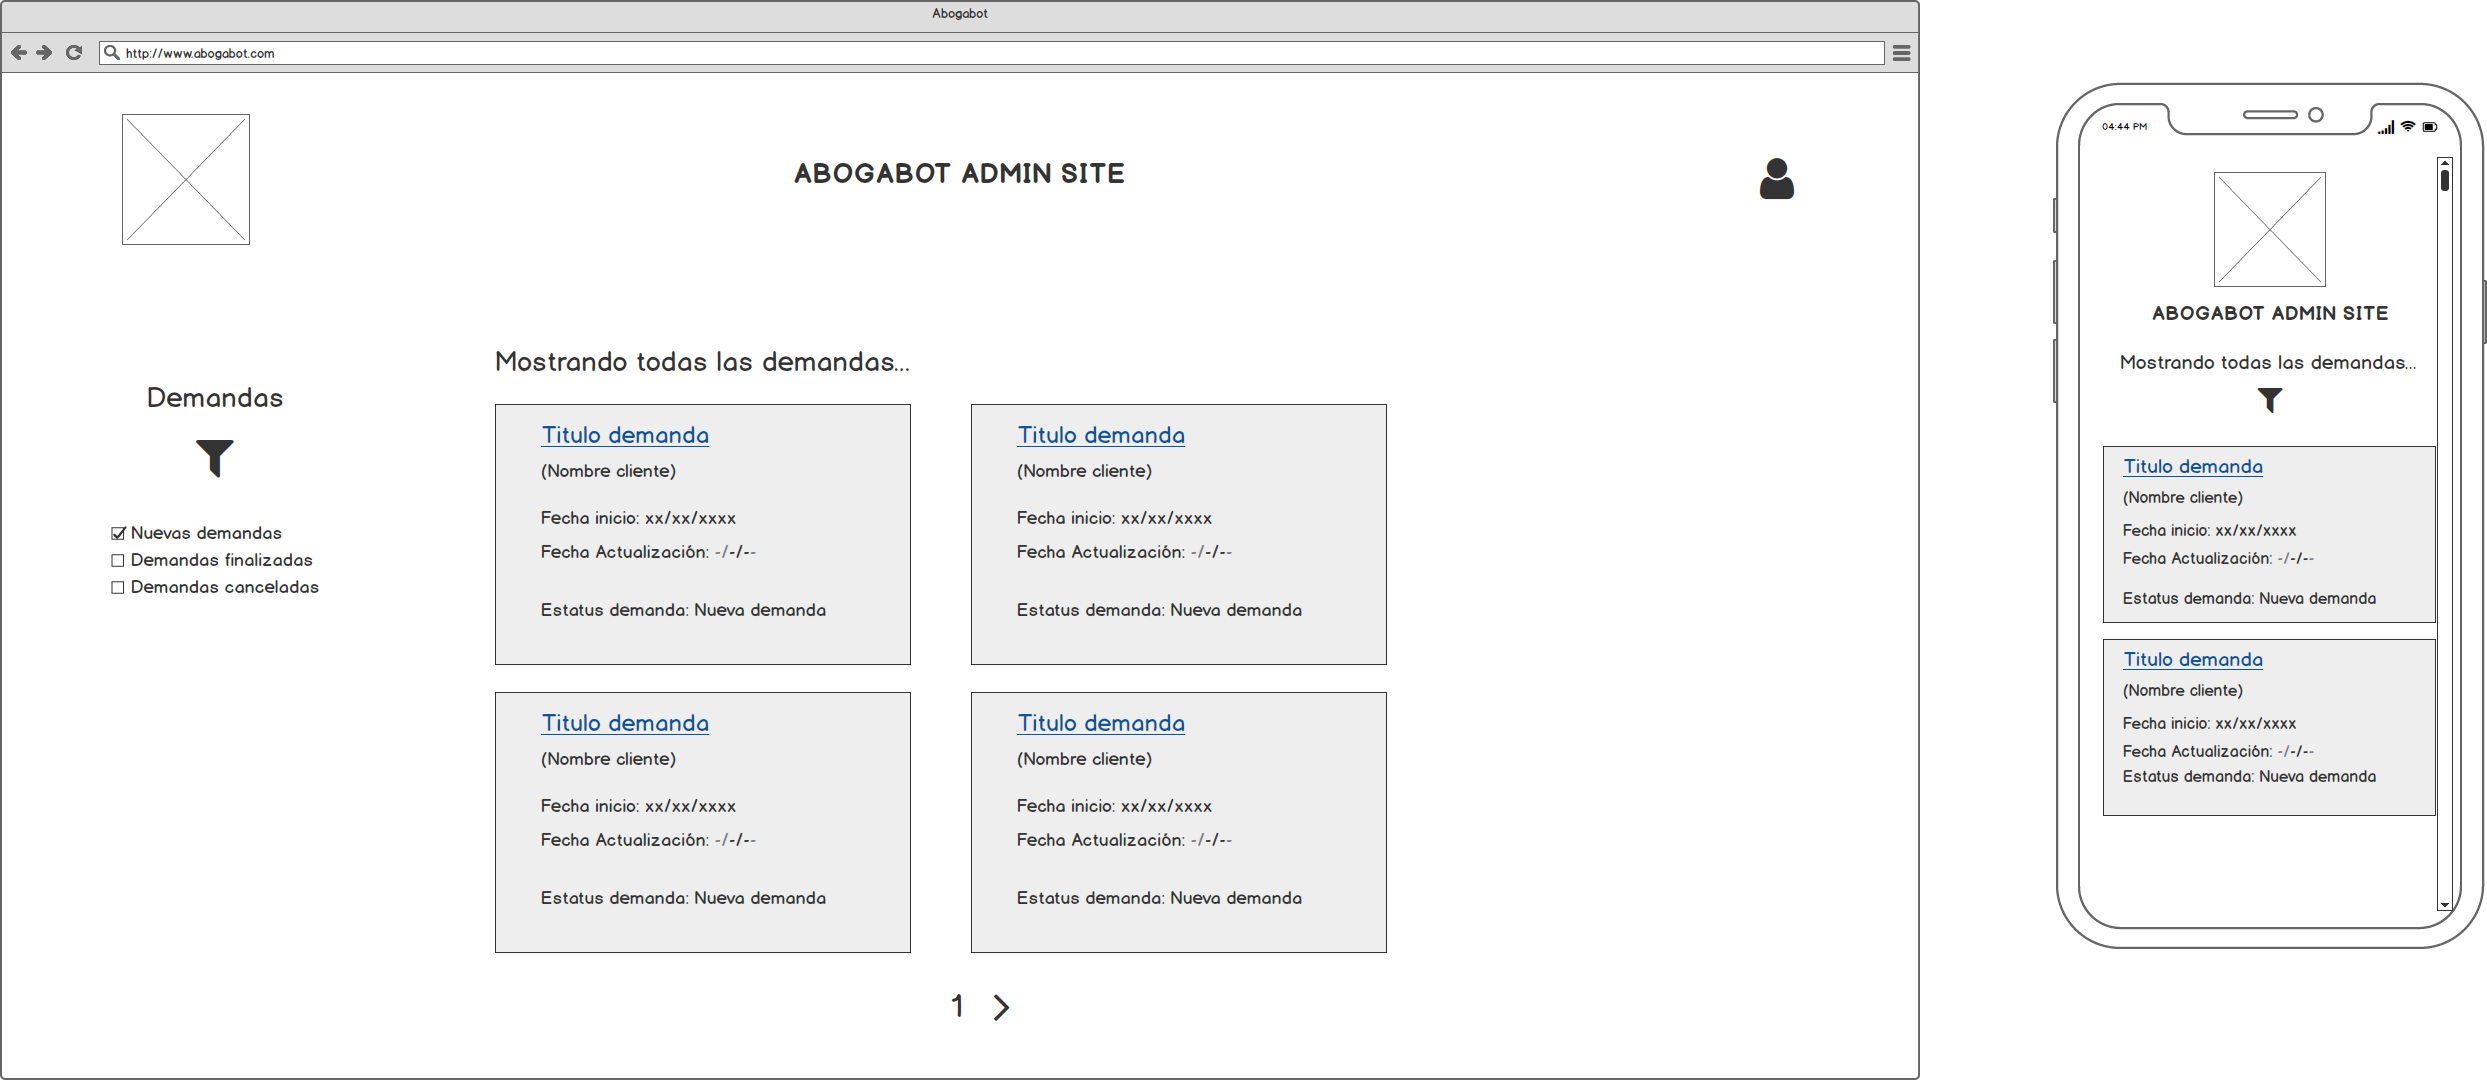 Abogabot
http://www.abogabot.com
ABOGABOT ADMIN SITE
Demandas
Nuevas demandas
Demandas finalizadas
Demandas canceladas
Mostrando todas las demandas...
Titulo demanda
(Nombre cliente)
Fecha inicio: xx/xx/xxxx
Fecha Actualización: -/-/--
Estatus demanda: Nueva demanda
Titulo demanda
(Nombre cliente)
Fecha inicio: xx/xx/xxxx
Fecha Actualización: -/-/--
Estatus demanda: Nueva demanda
Titulo demanda
(Nombre cliente)
Fecha inicio: xx/xx/xxxx
Fecha Actualización: -/-/--
Estatus demanda: Nueva demanda
Titulo demanda
(Nombre cliente)
Fecha inicio: xx/xx/xxxx
Fecha Actualización: -/-/--
Estatus demanda: Nueva demanda
1
04:44 PM
ABOGABOT ADMIN SITE
Mostrando todas las demandas...
Titulo demanda
(Nombre cliente)
Fecha inicio: xx/xx/xxxx
Fecha Actualización: -/-/--
Estatus demanda: Nueva demanda
Titulo demanda
(Nombre cliente)
Fecha inicio: xx/xx/xxxx
Fecha Actualización: -/-/--
Estatus demanda: Nueva demanda